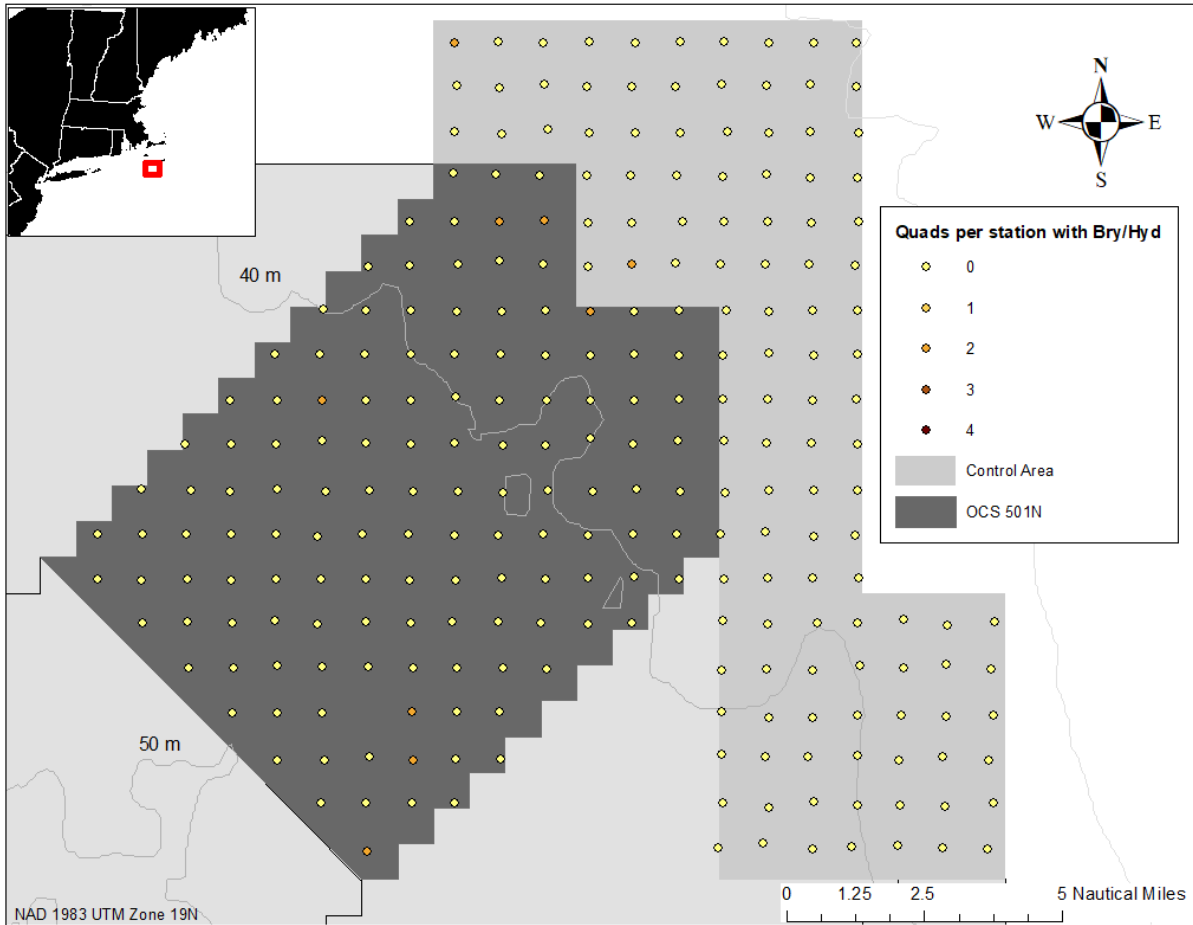 N
W E
S
Quads per station with Bry/Hyd
0
1
2
3
4
Control Area
OCS 501N
40 m
50 m
NAD 1983 UTM Zone 19N
0 1.25 2.5 5 Nautical Miles